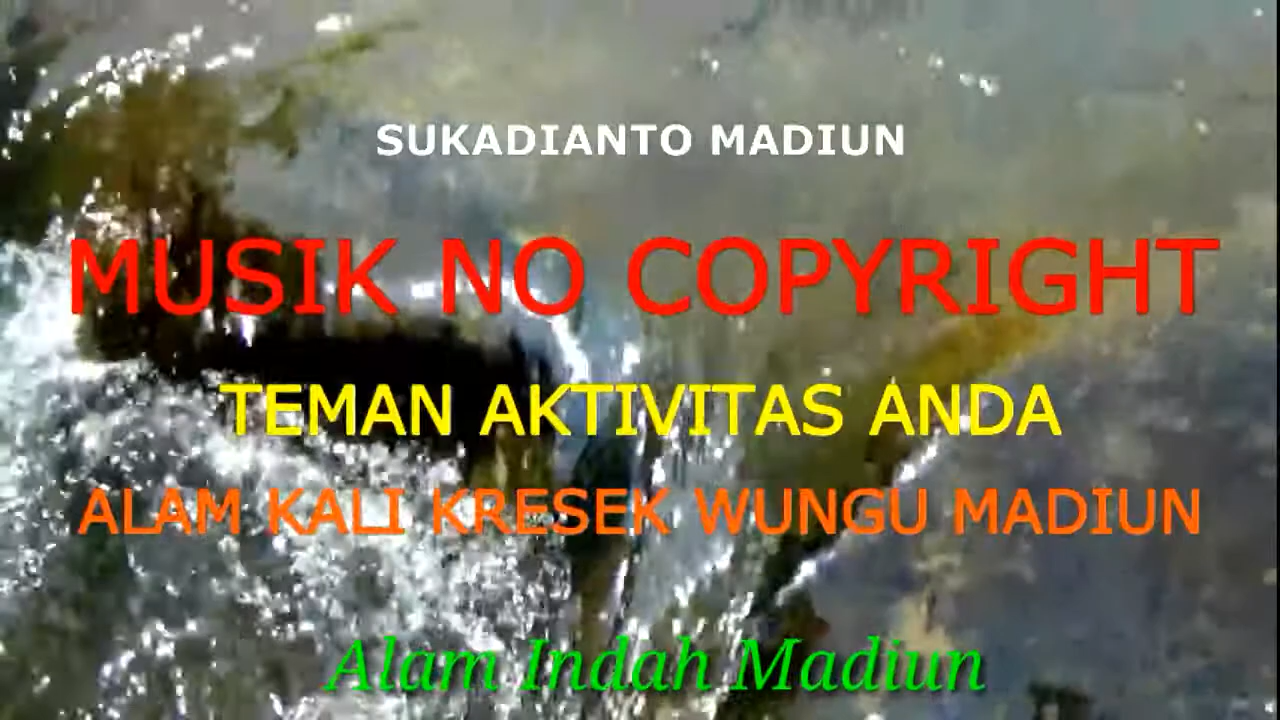 SUKADIANTO MADIUN
MUSIK NO COPYRIGHT
TEMAN AKTIVITAS ANDA
ALAM KALI KRESEK WUNGU MADIUN
Alam Indah Madiun